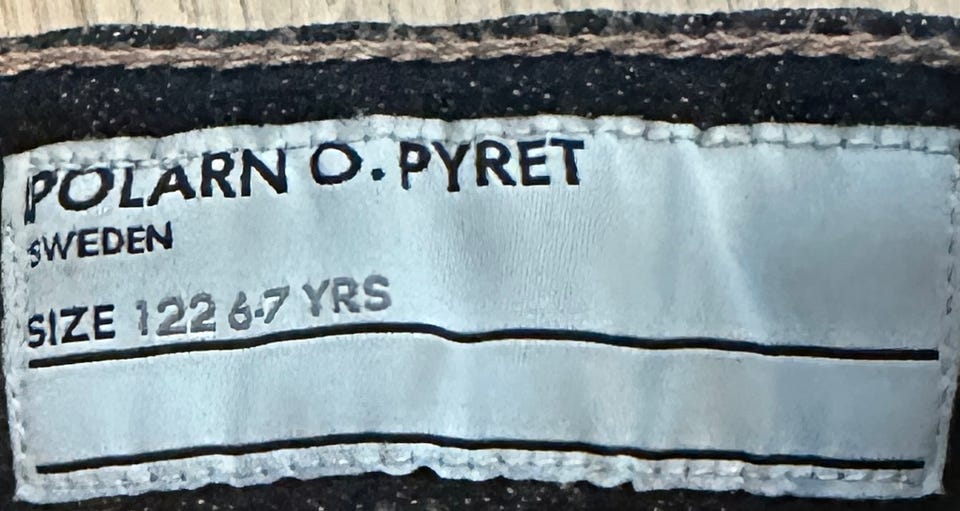 POLARN O. PYRET
SWEDEN
SIZE 122 6-7 YRS